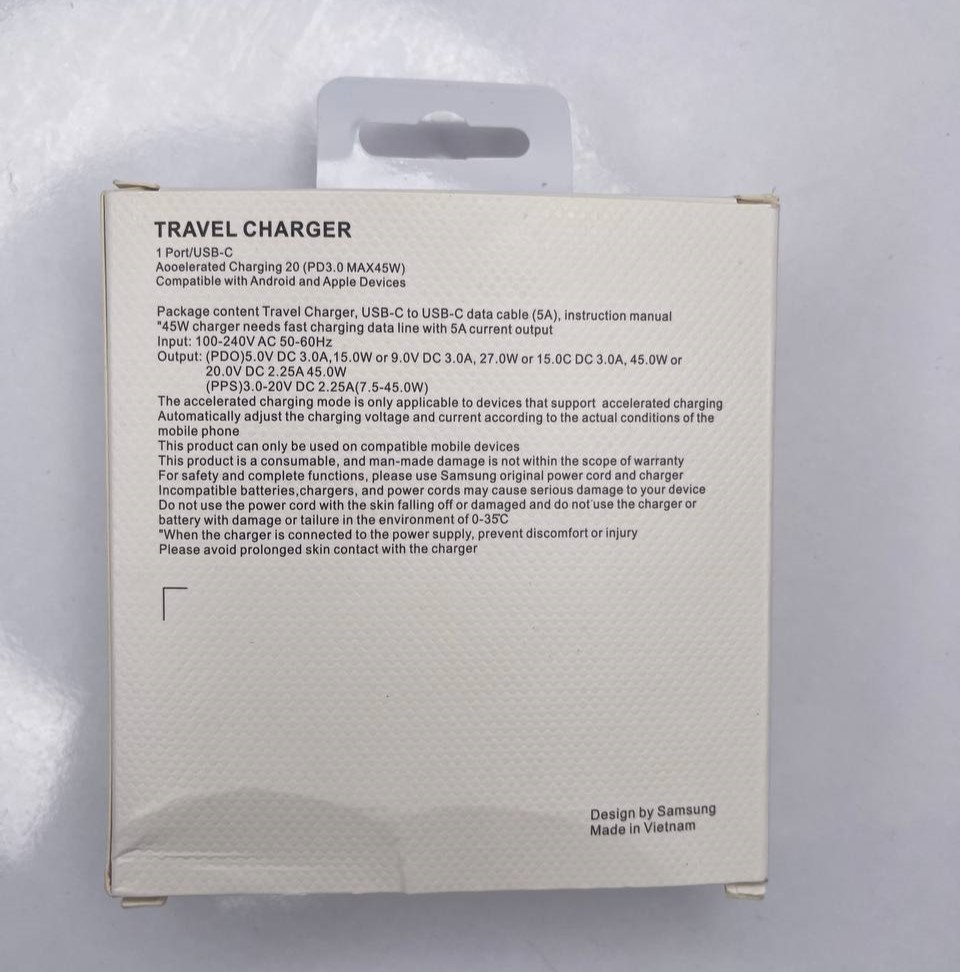 TRAVEL CHARGER
1 Port/USB-C
Aooelerated Charging 20 (PD3.0 MAX45W)
Compatible with Android and Apple Devices
Package content Travel Charger, USB-C to USB-C data cable (5A), instruction manual
"45W charger needs fast charging data line with 5A current output
Input: 100-240V AC 50-60Hz
Output: (PDO)5.0V DC 3.0A,15.0W or 9.0V DC 3.0A, 27.0W or 15.0C DC 3.0A, 45.0W or
20.0V DC 2.25A 45.0W
(PPS)3.0-20V DC 2.25A(7.5-45.0W)
The accelerated charging mode is only applicable to devices that support accelerated charging
Automatically adjust the charging voltage and current according to the actual conditions of the
mobile phone
This product can only be used on compatible mobile devices
This product is a consumable, and man-made damage is not within the scope of warranty
For safety and complete functions, please use Samsung original power cord and charger
Incompatible batteries,chargers, and power cords may cause serious damage to your device
Do not use the power cord with the skin falling off or damaged and do not'use the charger or
battery with damage or tailure in the environment of 0-35℃
"When the charger is connected to the power supply, prevent discomfort or injury
Please avoid prolonged skin contact with the charger
Design by Samsung
Made in Vietnam